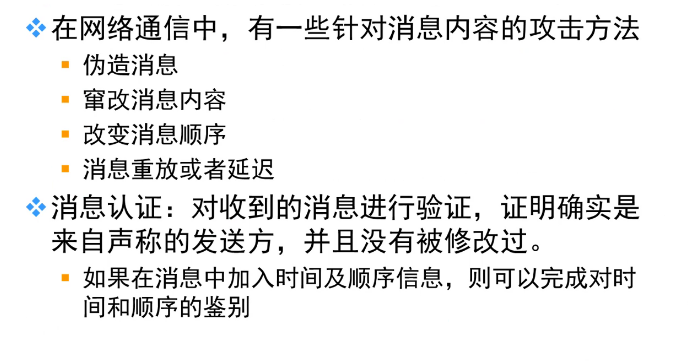 在网络通信中，有一些针对消息内容的攻击方法
伪造消息
窜改消息内容
改变消息顺序
消息重放或者延迟
消息认证：对收到的消息进行验证，证明确实是
来自声称的发送方，并且没有被修改过。
如果在消息中加入时间及顺序信息，则可以完成对时
间和顺序的鉴别